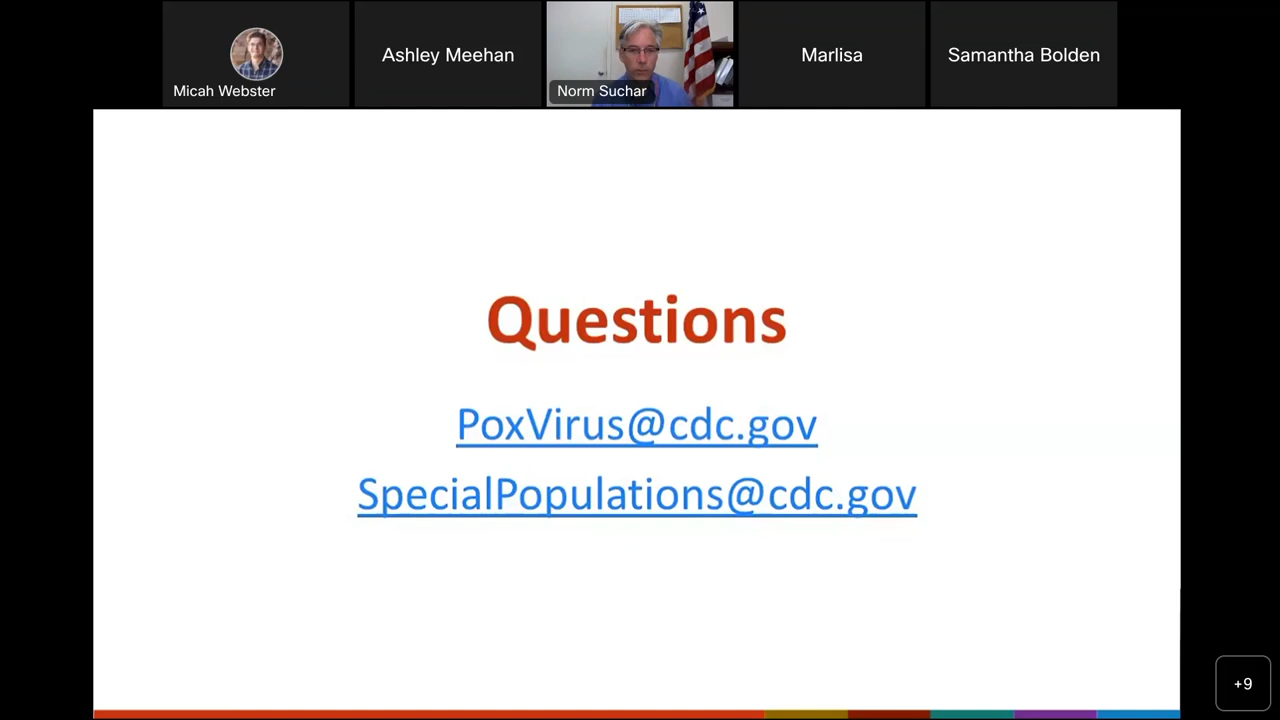 Micah Webster
Ashley Meehan
Norm Suchar
Marlisa
Samantha Bolden
Questions
PoxVirus@cdc.gov
SpecialPopulations@cdc.gov
+9